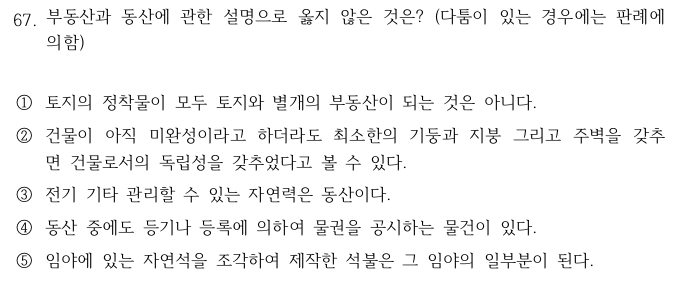 67. 부동산과 동산에 관한 설명으로 옳지 않은 것은? (다툼이 있는 경우에는 판례에
의함)
① 토지의 정착물이 모두 토지와 별개의 부동산이 되는 것은 아니다.
② 건물이 아직 미완성이라고 하더라도 최소한의 기둥과 지붕 그리고 주벽을 갖추
면 건물로서의 독립성을 갖추었다고 볼 수 있다.
③ 전기 기타 관리할 수 있는 자연력은 동산이다.
④ 동산 중에도 등기나 등록에 의하여 물권을 공시하는 물건이 있다.
⑤ 임야에 있는 자연석을 조각하여 제작한 석불은 그 임야의 일부분이 된다.